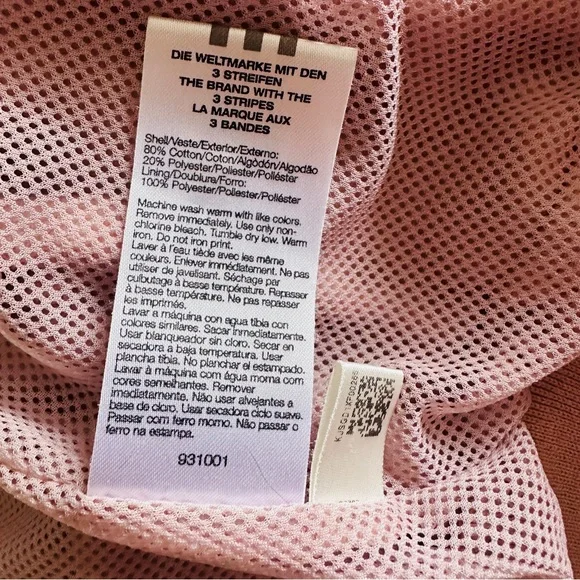 DIE WELTMARKE MIT DEN
3 STREIFEN
THE BRAND WITH THE
3 STRIPES
LA MARQUE AUX
3 BANDES
Shell/Vaste/Exterior/Externo:
80% Cotton/Coton/Algodón/Algodão
20% Polyester/Poliester/Poliéster
Lining/Doublura/Forro:
100% Polyester/Poliester/Poliéster
Machine wash warm with like colors.
Remove immediately. Use only non-
chlorine bleach. Tumble dry low. Warm
iron. Do not iron print.
Laver à l'eau tiède avec les même
couleurs. Enlever immédiatement. Ne pas
utiliser de javelisant. Séchage par
culbutage à basse température. Repasser
à basse température. Ne pas repasser
les imprimés.
Lavar a máquina con agua tibia con
colores similares. Sacar inmediatamente.
Usar blanqueador sin cloro. Secar en
secadora a baja temperatura. Usar
plancha tibia. No planchar el estampado.
Lavar à máquina com água morna com
cores semelhantes. Remover
imediatamente. Não usar alvejantes a
base de cloro. Usar secadora ciclo suave.
Passar com ferro morno. Não passar o
ferro na estampa.
931001